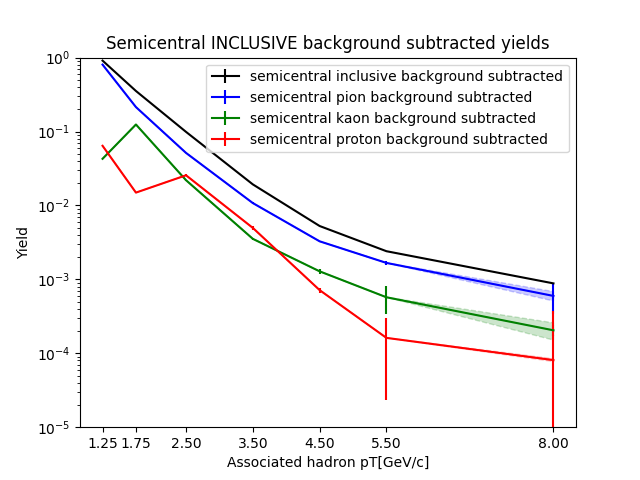 Semicentral INCLUSIVE background subtracted yields
semicentral inclusive background subtracted
semicentral pion background subtracted
semicentral kaon background subtracted
semicentral proton background subtracted
Yield
10^0
10^-1
10^-2
10^-3
10^-4
10^-5
1.25 1.75 2.50 3.50 4.50 5.50 8.00
Associated hadron pT[GeV/c]